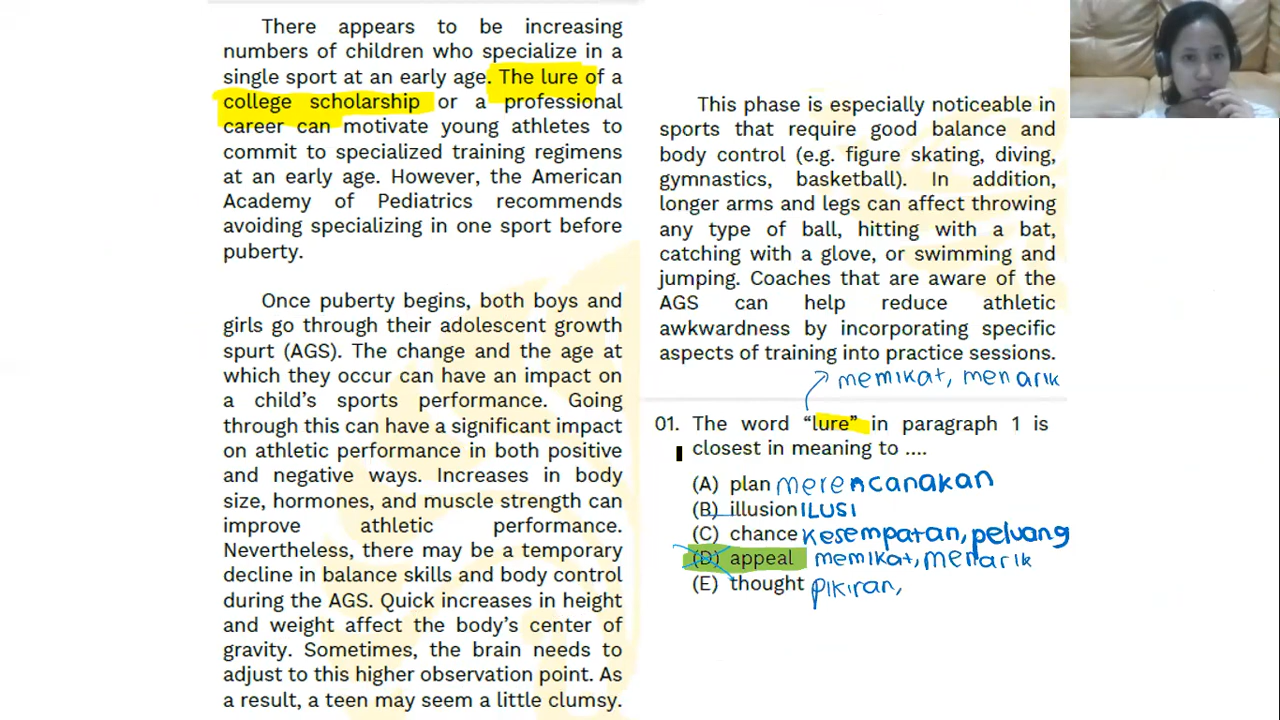 There appears to be increasing
numbers of children who specialize in a
single sport at an early age. The lure of a
college scholarship or a professional
career can motivate young athletes to
commit to specialized training regimens
at an early age. However, the American
Academy of Pediatrics recommends
avoiding specializing in one sport before
puberty.
Once puberty begins, both boys and
girls go through their adolescent growth
spurt (AGS). The change and the age at
which they occur can have an impact on
a child's sports performance. Going
through this can have a significant impact
on athletic performance in both positive
and negative ways. Increases in body
size, hormones, and muscle strength can
improve athletic performance.
Nevertheless, there may be a temporary
decline in balance skills and body control
during the AGS. Quick increases in height
and weight affect the body's center of
gravity. Sometimes, the brain needs to
adjust to this higher observation point. As
a result, a teen may seem a little clumsy.
This phase is especially noticeable in
sports that require good balance and
body control (e.g. figure skating, diving,
gymnastics, basketball). In addition,
longer arms and legs can affect throwing
any type of ball, hitting with a bat,
catching with a glove, or swimming and
jumping. Coaches that are aware of the
AGS can help reduce athletic
awkwardness by incorporating specific
aspects of training into practice sessions.
memikat, menarik
01. The word "lure" in paragraph 1 is
closest in meaning to ....
(A) plan merencanakan
(B) illusion ILUSI
(C) chance kesempatan, peluang
(D) appeal memikat, menarik
(E) thought pikiran,